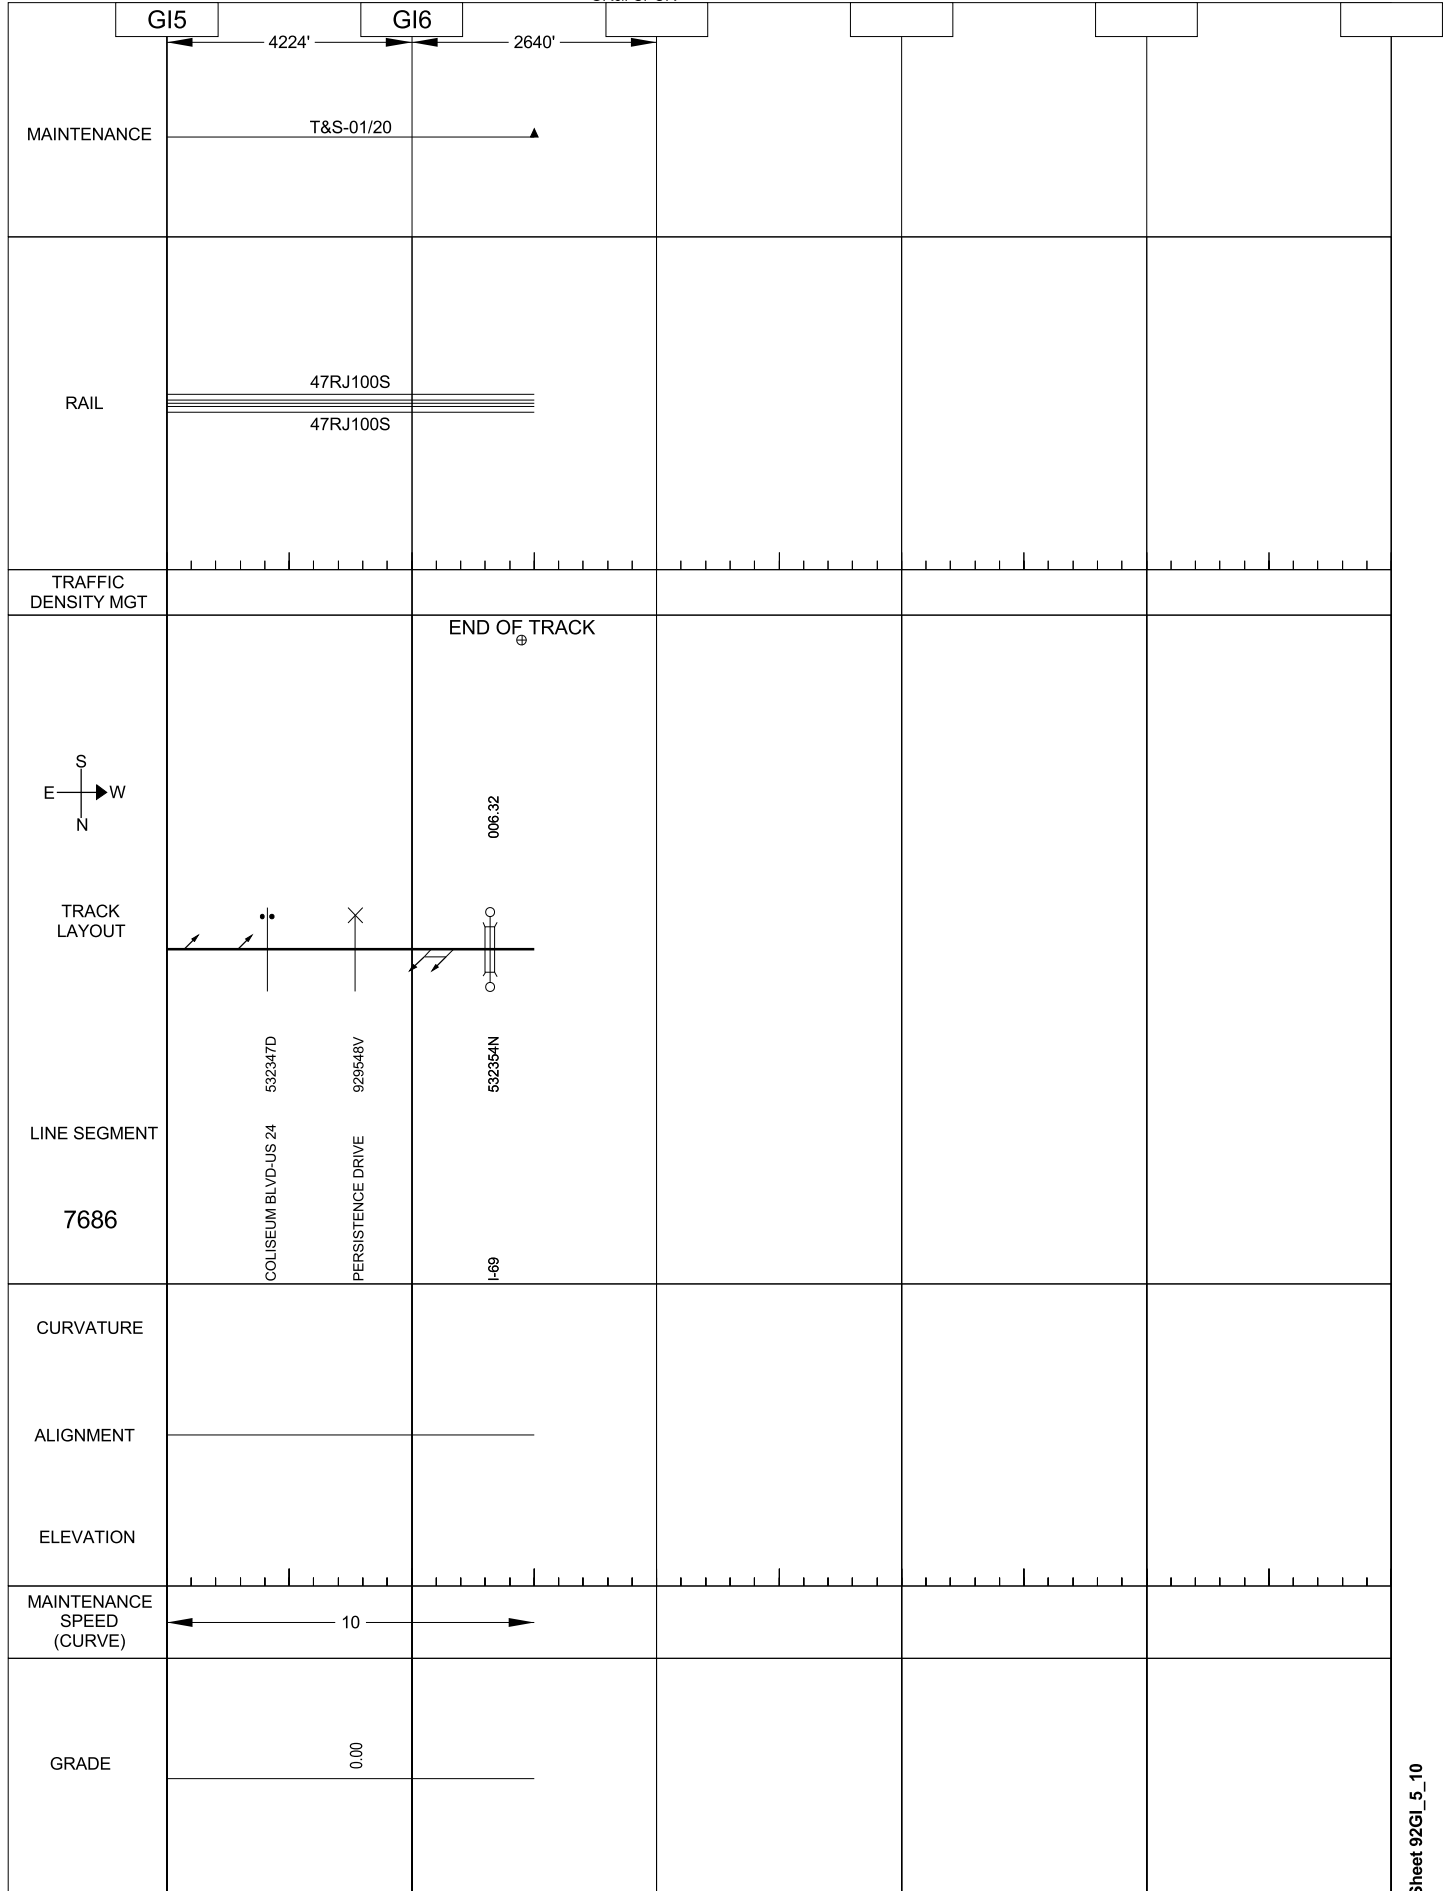 GI5
GI6
4224'
2640'
MAINTENANCE
T&S-01/20
47RJ100S
RAIL
47RJ100S
TRAFFIC
DENSITY MGT
END OF TRACK
S
E
W
N
006.32
TRACK
LAYOUT
532347D
929548V
532354N
LINE SEGMENT
7686
COLISEUM BLVD-US 24
PERSISTENCE DRIVE
I-69
CURVATURE
ALIGNMENT
ELEVATION
MAINTENANCE
SPEED
(CURVE)
10
GRADE
0.00
Sheet 92GI_5_10